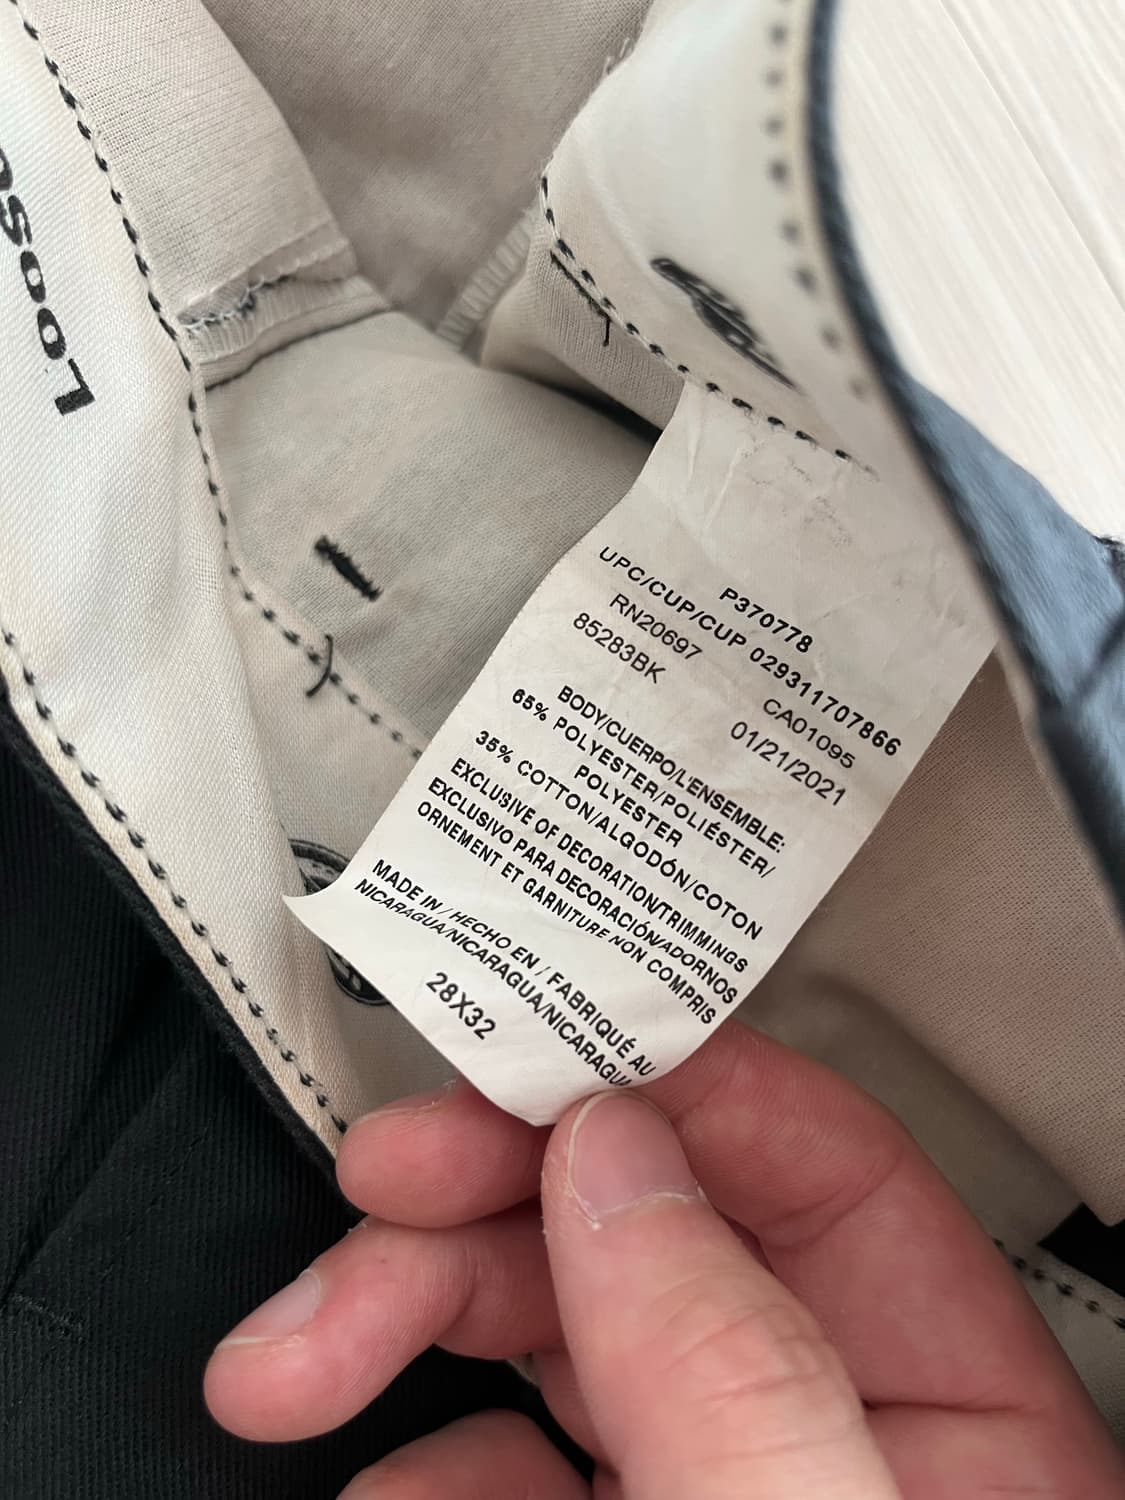 Loos
P370778
UPC/CUP/CUP 029311707866
RN20697 CA01095
85283BK 01/21/2021
BODY/CUERPO/L'ENSEMBLE:
65% POLYESTER/POLIÉSTER/
POLYESTER
35% COTTON/ALGODÓN/COTON
EXCLUSIVE OF DECORATION/TRIMMINGS
EXCLUSIVO PARA DECORACIÓN/ADORNOS
ORNEMENT ET GARNITURE NON COMPRIS
MADE IN / HECHO EN / FABRIQUÉ AU
NICARAGUA/NICARAGUA/NICARAGUA
28X32